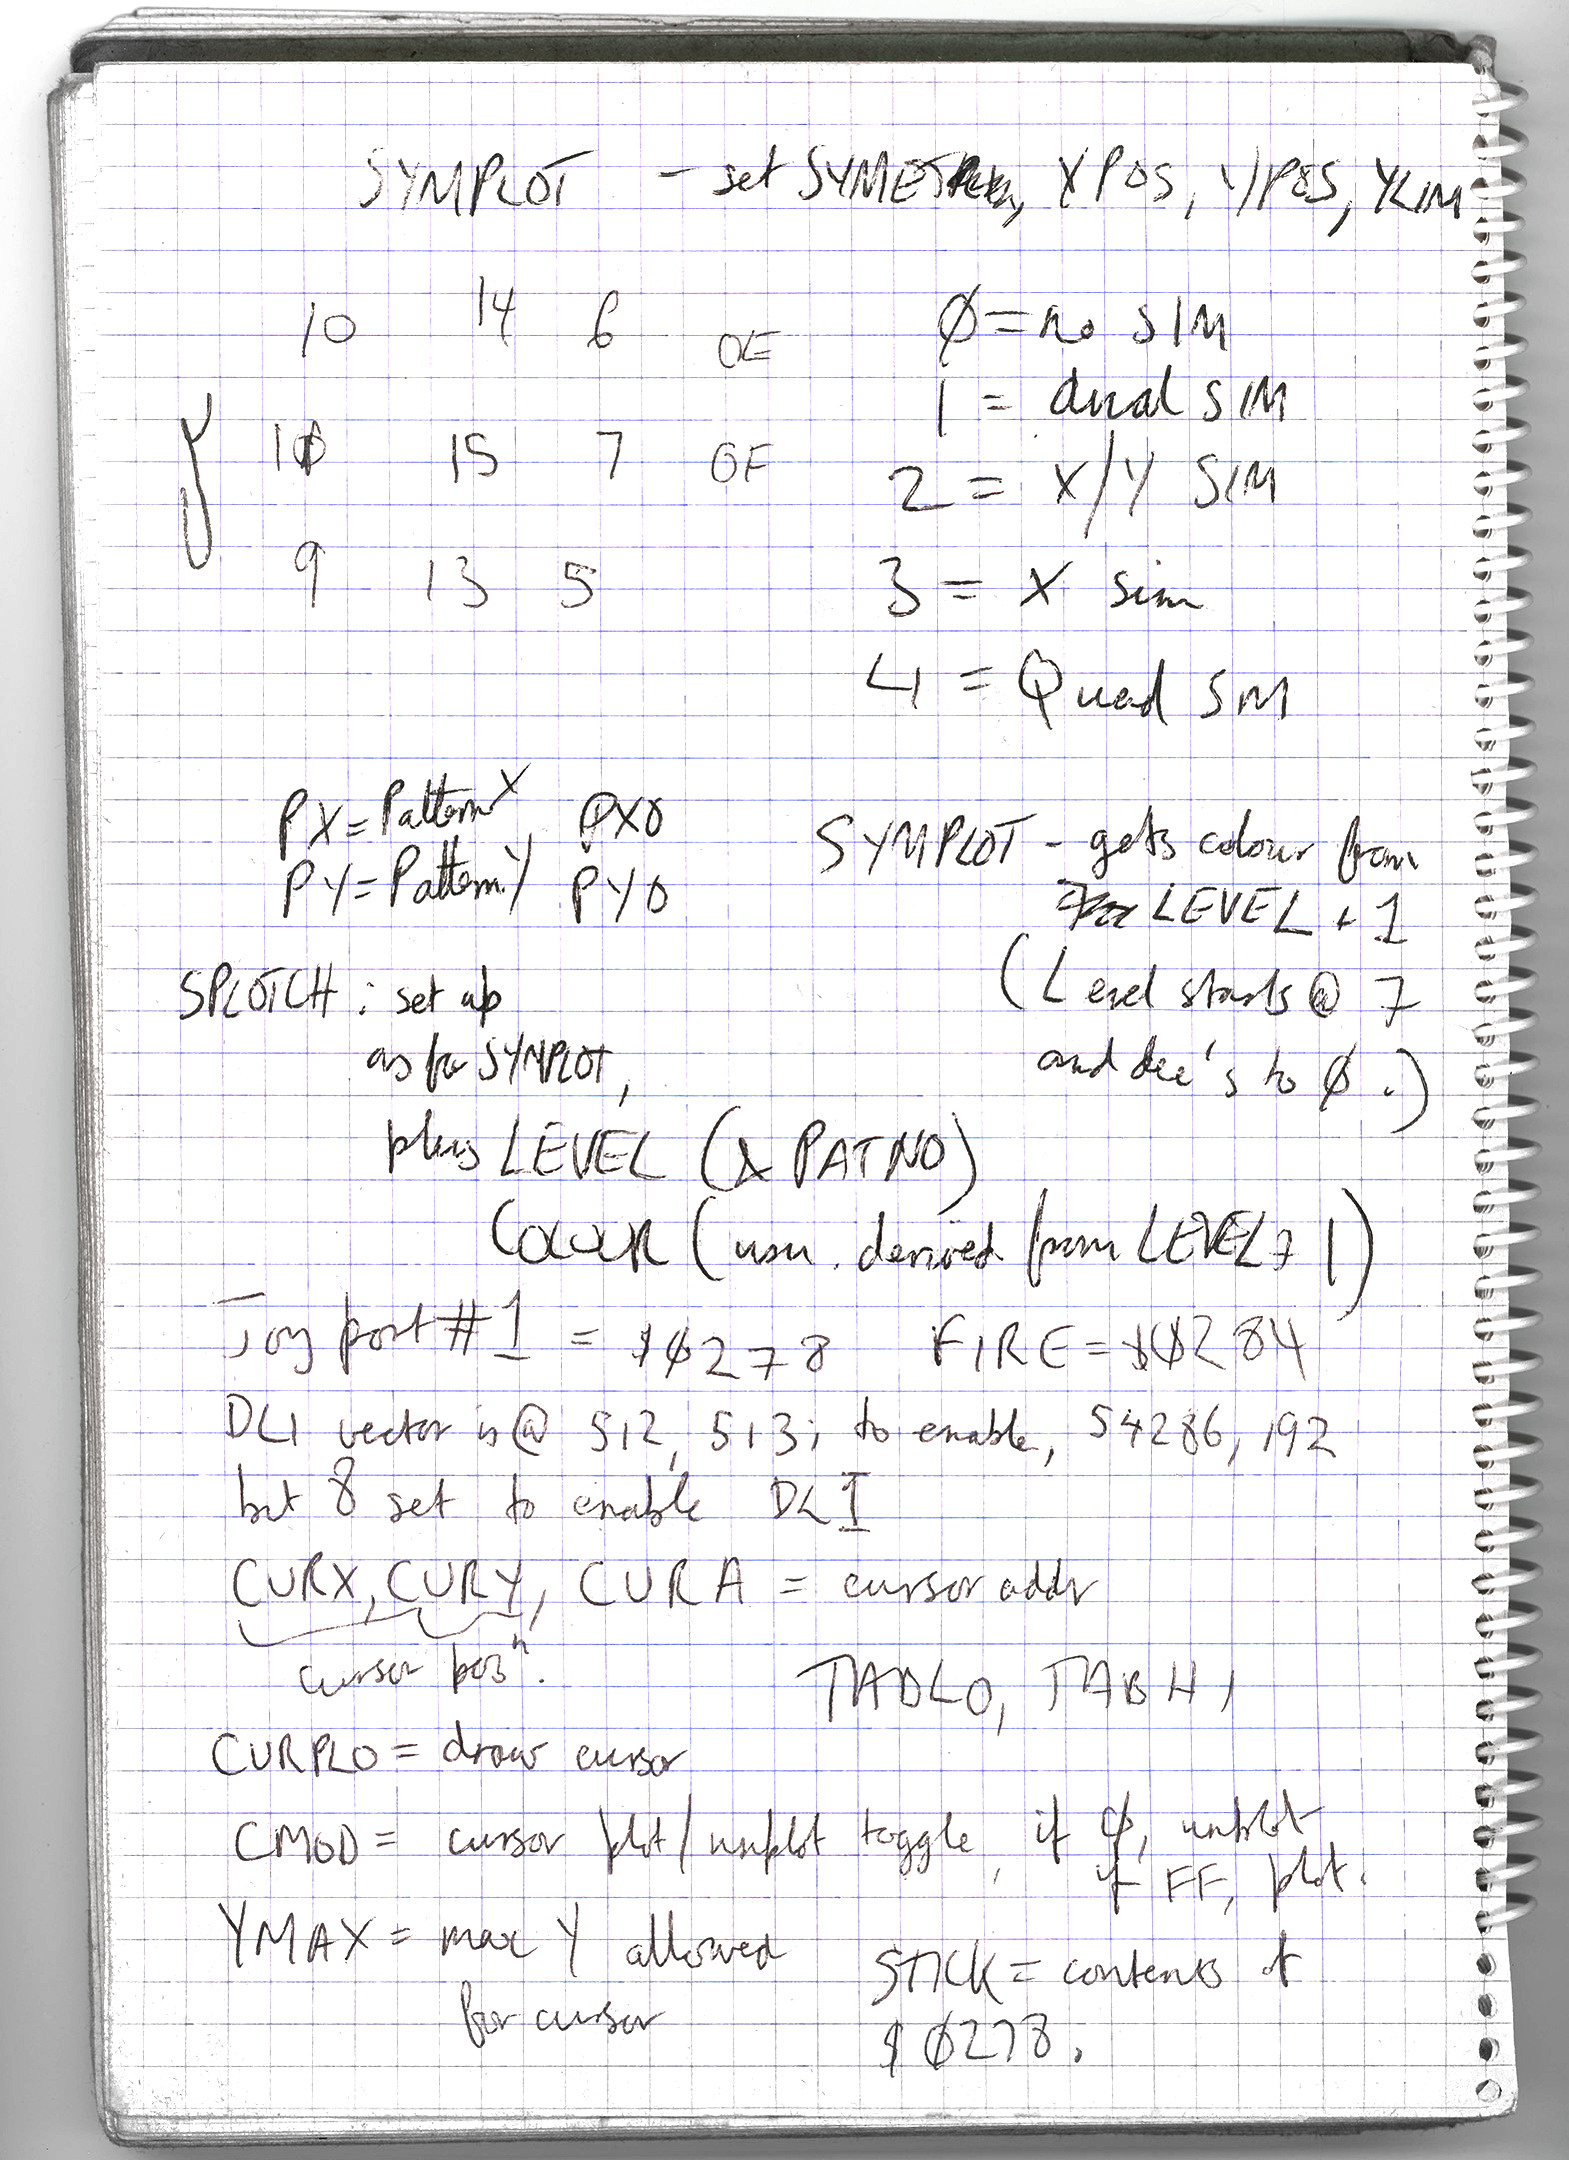 SYMPLOT - set SYMETRY, XPOS, YPOS, YLIM
10 14 6 0E
10 15 7 0F
9 13 5
Ø = no SIM
1 = dual SIM
2 = X/Y SIM
3 = X sim
4 = Quad SIM
PX = Pattern X PX0
PY = Pattern Y PY0
SYMPLOT - gets colour from
LEVEL + 1
(Level starts @ 7
and dec's to Ø.)
SPLOTCH : set up
as for SYMPLOT,
plus LEVEL (& PATNO)
COLOUR (usu. derived from LEVEL + 1)
Joy port #1 = $Ø278 FIRE = $Ø284
DLI vector is @ 512, 513; to enable, 54286, 192
bit 8 set to enable DLI
CURX, CURY, CURA = cursor addr
cursor posⁿ.
TABLO, TABHI
CURPLO = draw cursor
CMOD = cursor plot/unplot toggle, if Ø, unplot
if FF, plot.
YMAX = max Y allowed
for cursor
STICK = contents of
$Ø278.